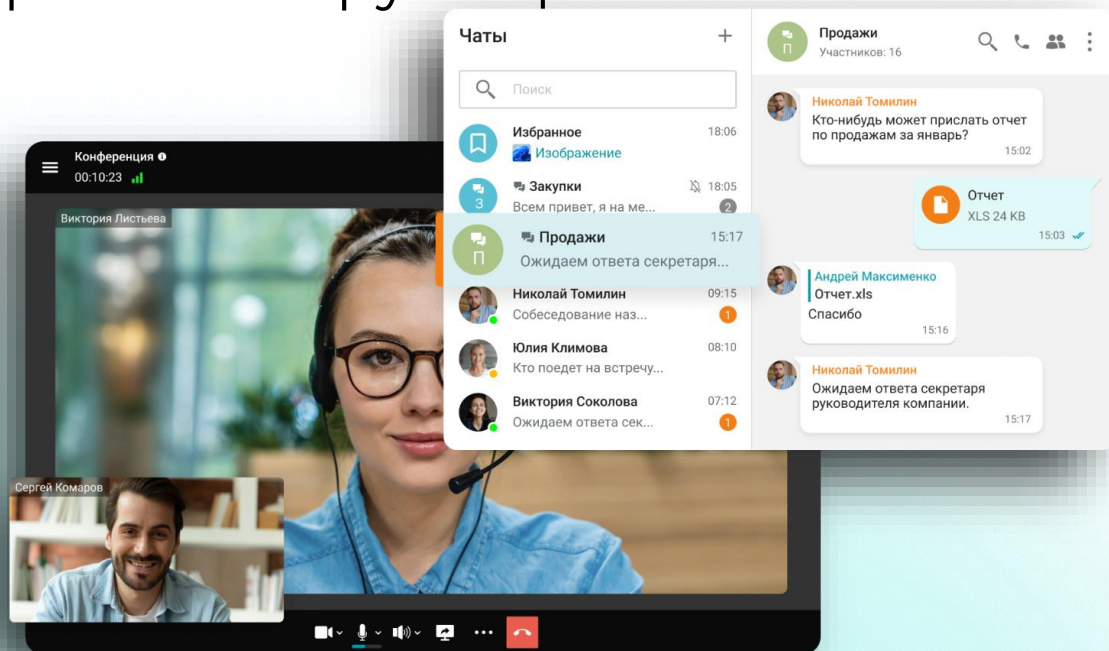 Чаты
Поиск
Избранное 18:06
Изображение
З
Закупки 18:05
Всем привет, я на ме... 2
П
Продажи 15:17
Ожидаем ответа секретаря...
Николай Томилин 09:15
Собеседование наз... 1
Юлия Климова 08:10
Кто поедет на встречу...
Виктория Соколова 07:12
Ожидаем ответа сек... 1
П
Продажи
Участников: 16
Николай Томилин
Кто-нибудь может прислать отчет
по продажам за январь?
15:02
Отчет
XLS 24 KB
15:03
Андрей Максименко
Отчет.xls
Спасибо
15:16
Николай Томилин
Ожидаем ответа секретаря
руководителя компании.
15:17
Конференция
00:10:23
Виктория Листьева
Сергей Комаров